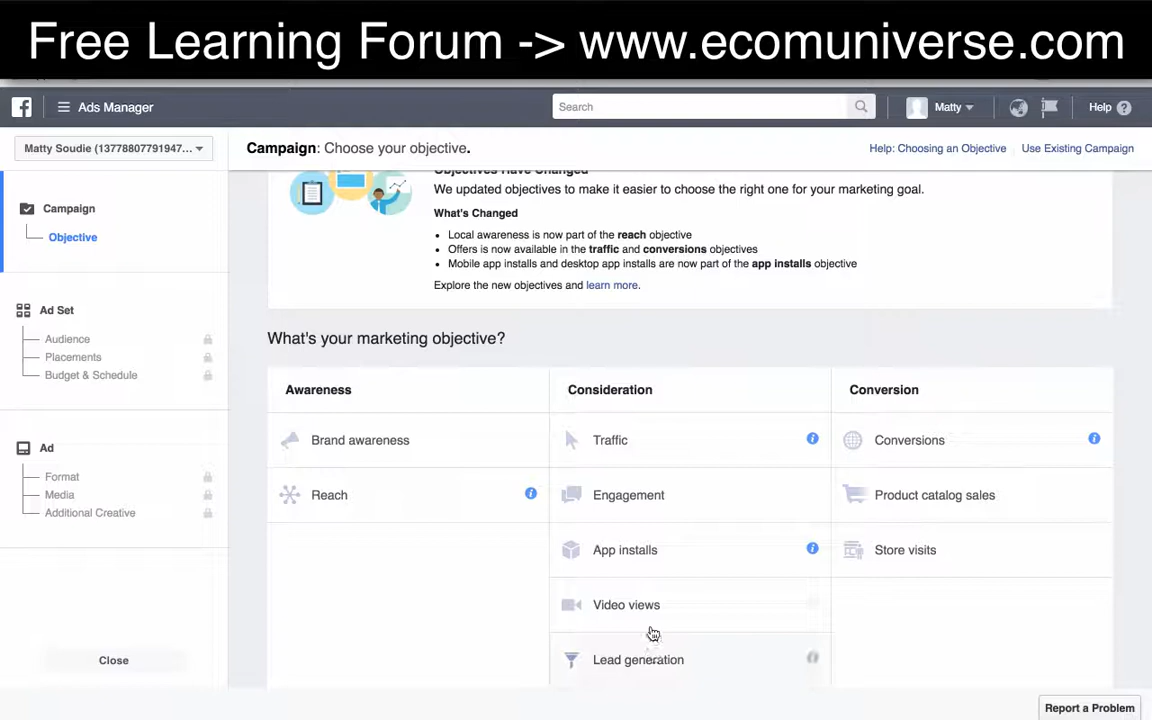 Free Learning Forum -> www.ecomuniverse.com
Ads Manager
Search
Matty
Help
Matty Soudie (13778807791947...
Campaign: Choose your objective.
Help: Choosing an Objective
Use Existing Campaign
Campaign
Objective
Ad Set
Audience
Placements
Budget & Schedule
Ad
Format
Media
Additional Creative
Close
Objectives Have Changed
We updated objectives to make it easier to choose the right one for your marketing goal.
What's Changed
• Local awareness is now part of the reach objective
• Offers is now available in the traffic and conversions objectives
• Mobile app installs and desktop app installs are now part of the app installs objective
Explore the new objectives and learn more.
What's your marketing objective?
Awareness
Consideration
Conversion
Brand awareness
Traffic
Conversions
Reach
Engagement
Product catalog sales
App installs
Store visits
Video views
Lead generation
Report a Problem